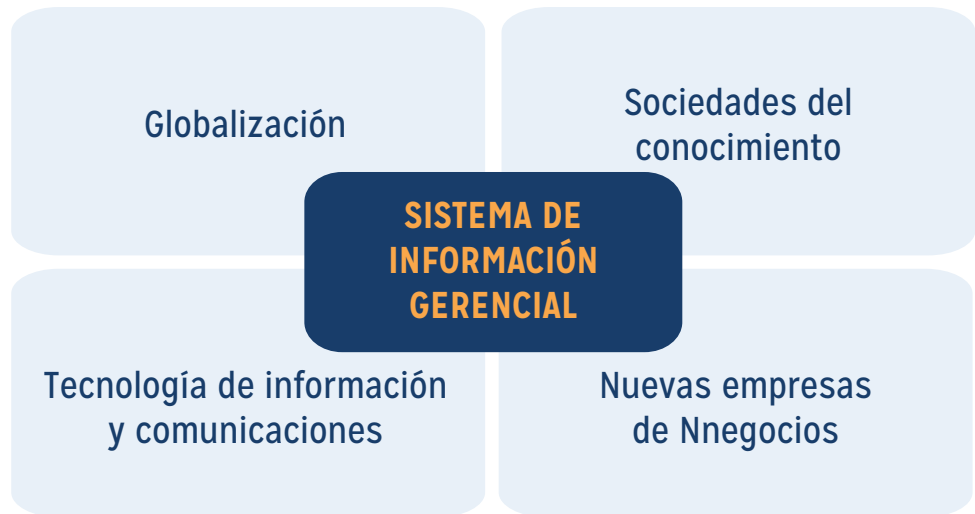 Globalización
Sociedades del
conocimiento
SISTEMA DE
INFORMACIÓN
GERENCIAL
Tecnología de información
y comunicaciones
Nuevas empresas
de Nnegocios